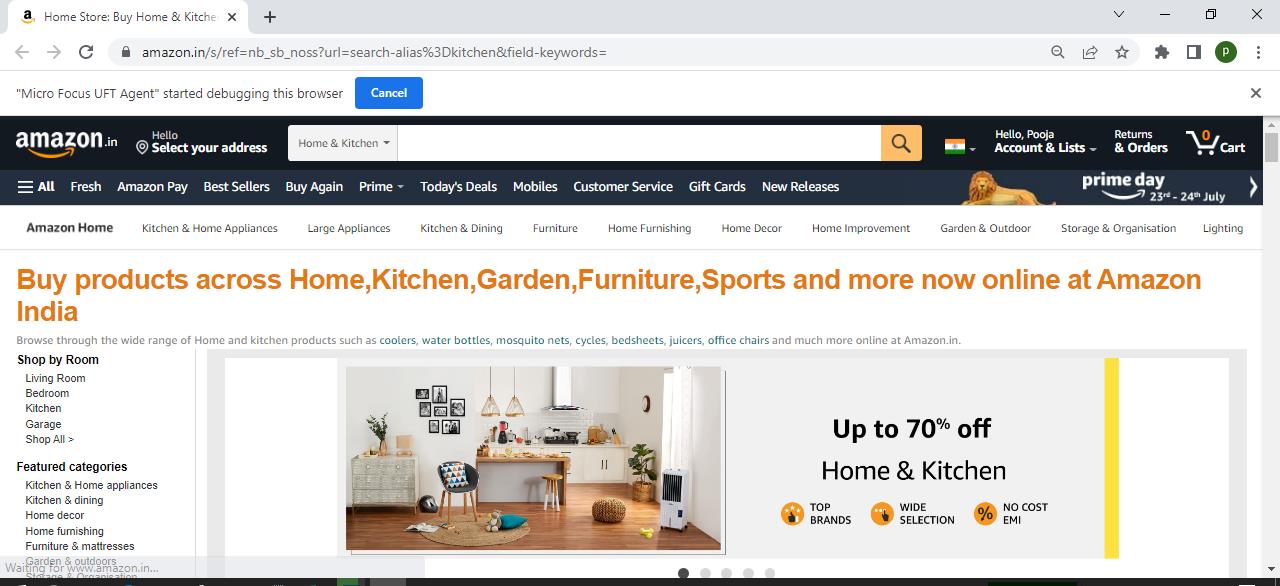 Home Store: Buy Home & Kitche
amazon.in/s/ref=nb_sb_noss?url=search-alias%3Dkitchen&field-keywords=
P
"Micro Focus UFT Agent" started debugging this browser
Cancel
amazon.in
Hello
Select your address
Home & Kitchen
Hello, Pooja
Account & Lists
Returns
& Orders
0
Cart
All Fresh Amazon Pay Best Sellers Buy Again Prime Today's Deals Mobiles Customer Service Gift Cards New Releases
prime day
23rd - 24th July
Amazon Home Kitchen & Home Appliances Large Appliances Kitchen & Dining Furniture Home Furnishing Home Decor Home Improvement Garden & Outdoor Storage & Organisation Lighting
Buy products across Home,Kitchen,Garden,Furniture,Sports and more now online at Amazon
India
Browse through the wide range of Home and kitchen products such as coolers, water bottles, mosquito nets, cycles, bedsheets, juicers, office chairs and much more online at Amazon.in.
Shop by Room
Living Room
Bedroom
Kitchen
Garage
Shop All >
Featured categories
Kitchen & Home appliances
Kitchen & dining
Home decor
Home furnishing
Furniture & mattresses
Garden & outdoors
Waiting for www.amazon.in...
Storage & Organisation
Up to 70% off
Home & Kitchen
TOP
BRANDS
WIDE
SELECTION
%
NO COST
EMI